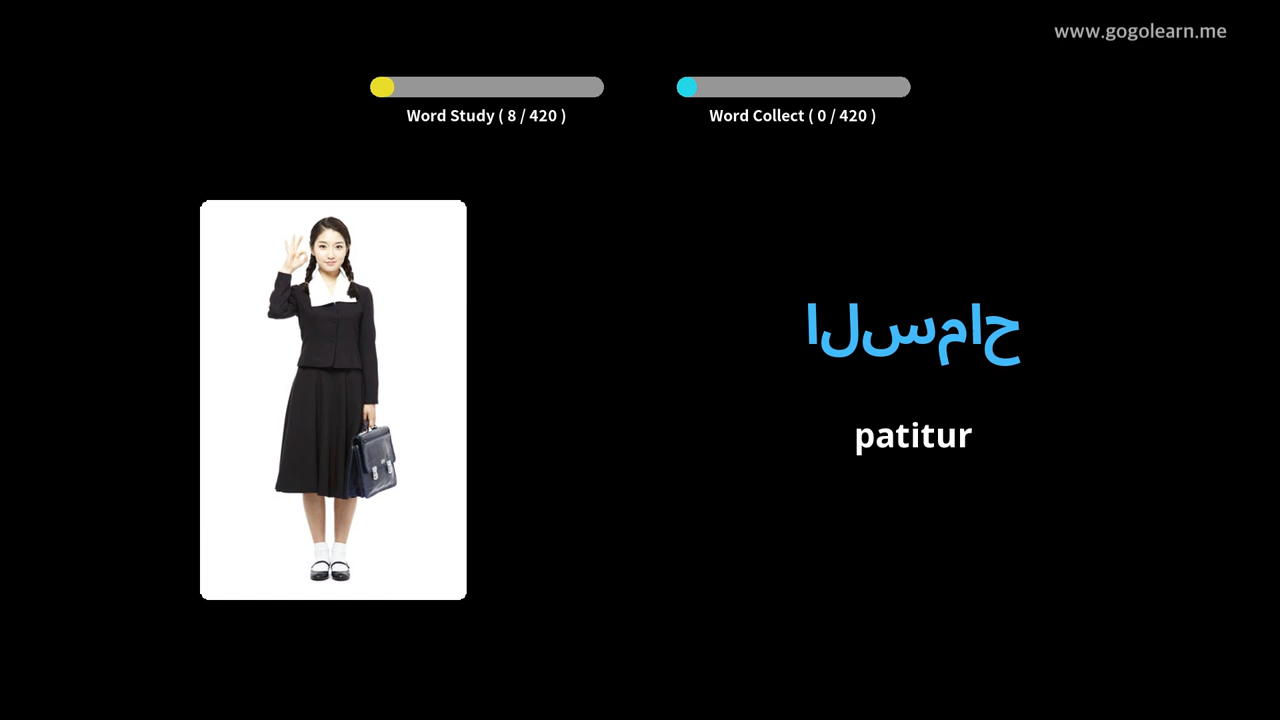 www.gogolearn.me
Word Study ( 8 / 420 )
Word Collect ( 0 / 420 )
السماح
patitur